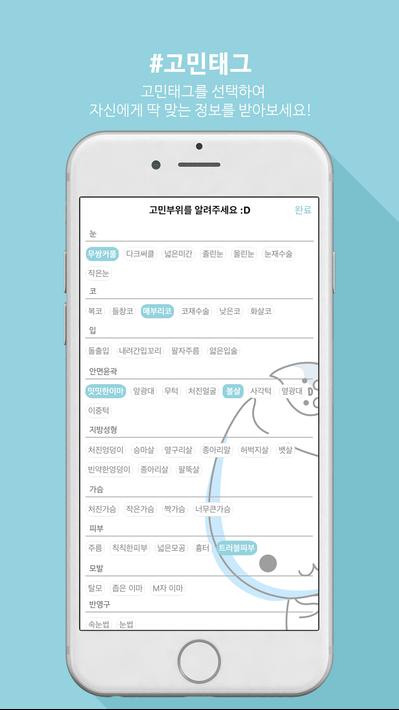 #고민태그
고민태그를 선택하여
자신에게 딱 맞는 정보를 받아보세요!
고민부위를 알려주세요 :D 완료
눈
무쌍커풀 다크써클 넓은미간 졸린눈 몰린눈 눈재수술
작은눈
코
복코 들창코 매부리코 코재수술 낮은코 화살코
입
돌출입 내려간입꼬리 팔자주름 얇은입술
안면윤곽
밋밋한이마 앞광대 무턱 처진얼굴 볼살 사각턱 옆광대
이중턱
지방성형
처진엉덩이 승마살 옆구리살 종아리알 허벅지살 뱃살
빈약한엉덩이 종아리살 팔뚝살
가슴
처진가슴 작은가슴 짝가슴 너무큰가슴
피부
주름 칙칙한피부 넓은모공 흉터 트러블피부
모발
탈모 좁은 이마 M자 이마
반영구
속눈썹 눈썹